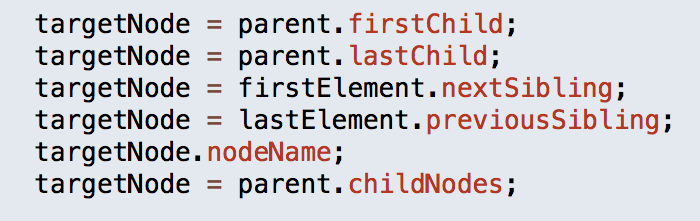 targetNode = parent.firstChild;
targetNode = parent.lastChild;
targetNode = firstElement.nextSibling;
targetNode = lastElement.previousSibling;
targetNode.nodeName;
targetNode = parent.childNodes;